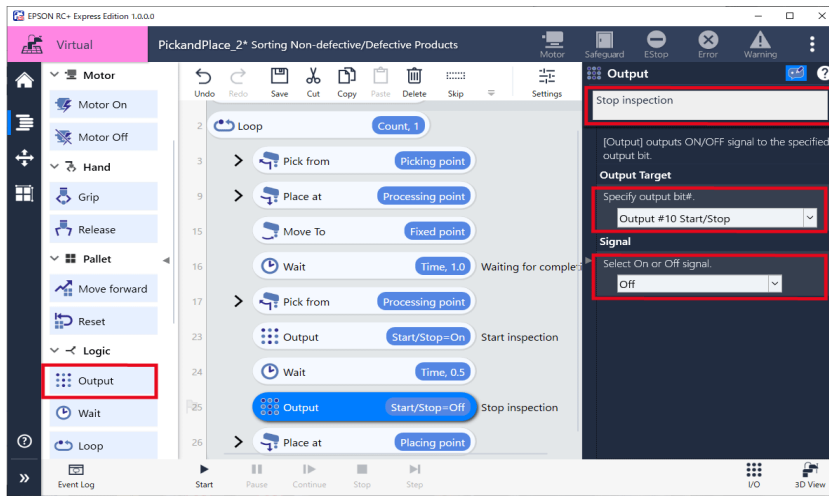 EPSON RC+ Express Edition 1.0.0.0
Virtual
PickandPlace_2* Sorting Non-defective/Defective Products
Motor
Safeguard
EStop
Error
Warning
Motor
Motor On
Motor Off
Hand
Grip
Release
Pallet
Move forward
Reset
Logic
Output
Wait
Loop
Undo Redo Save Cut Copy Paste Delete Skip Settings
2 Loop Count, 1
3 Pick from Picking point
9 Place at Processing point
15 Move To Fixed point
16 Wait Time, 1.0 Waiting for completi
17 Pick from Processing point
23 Output Start/Stop=On Start inspection
24 Wait Time, 0.5
25 Output Start/Stop=Off Stop inspection
26 Place at Placing point
Output
Stop inspection
[Output] outputs ON/OFF signal to the specified
output bit.
Output Target
Specify output bit#.
Output #10 Start/Stop
Signal
Select On or Off signal.
Off
Event Log
Start Pause Continue Stop Step
I/O 3D View